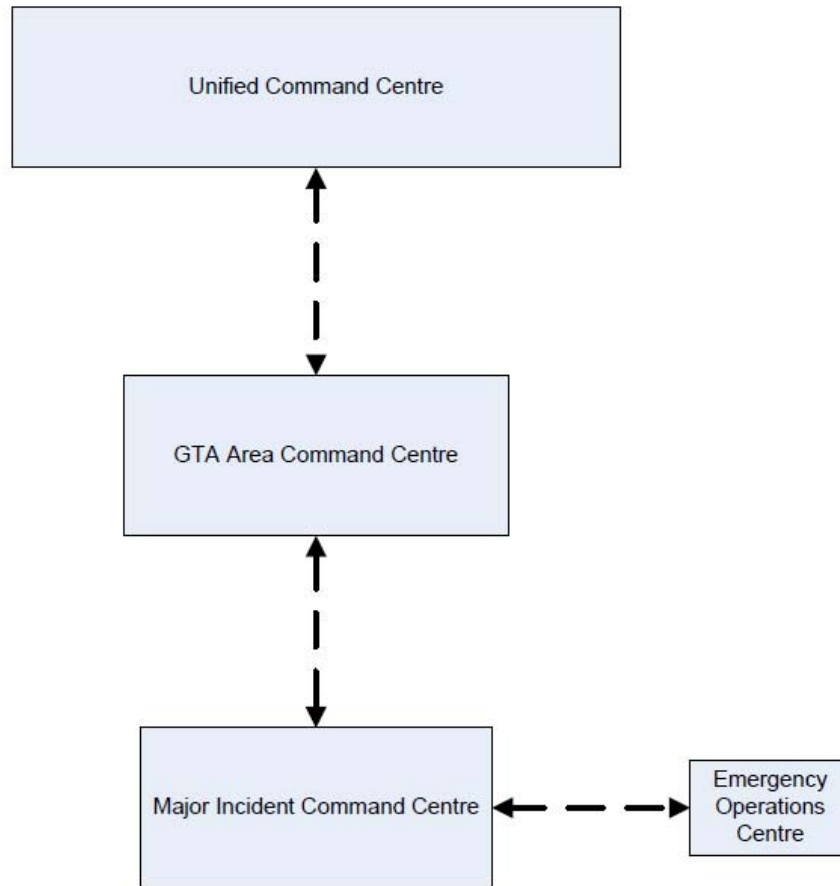 Unified Command Centre
GTA Area Command Centre
Major Incident Command Centre
Emergency
Operations
Centre